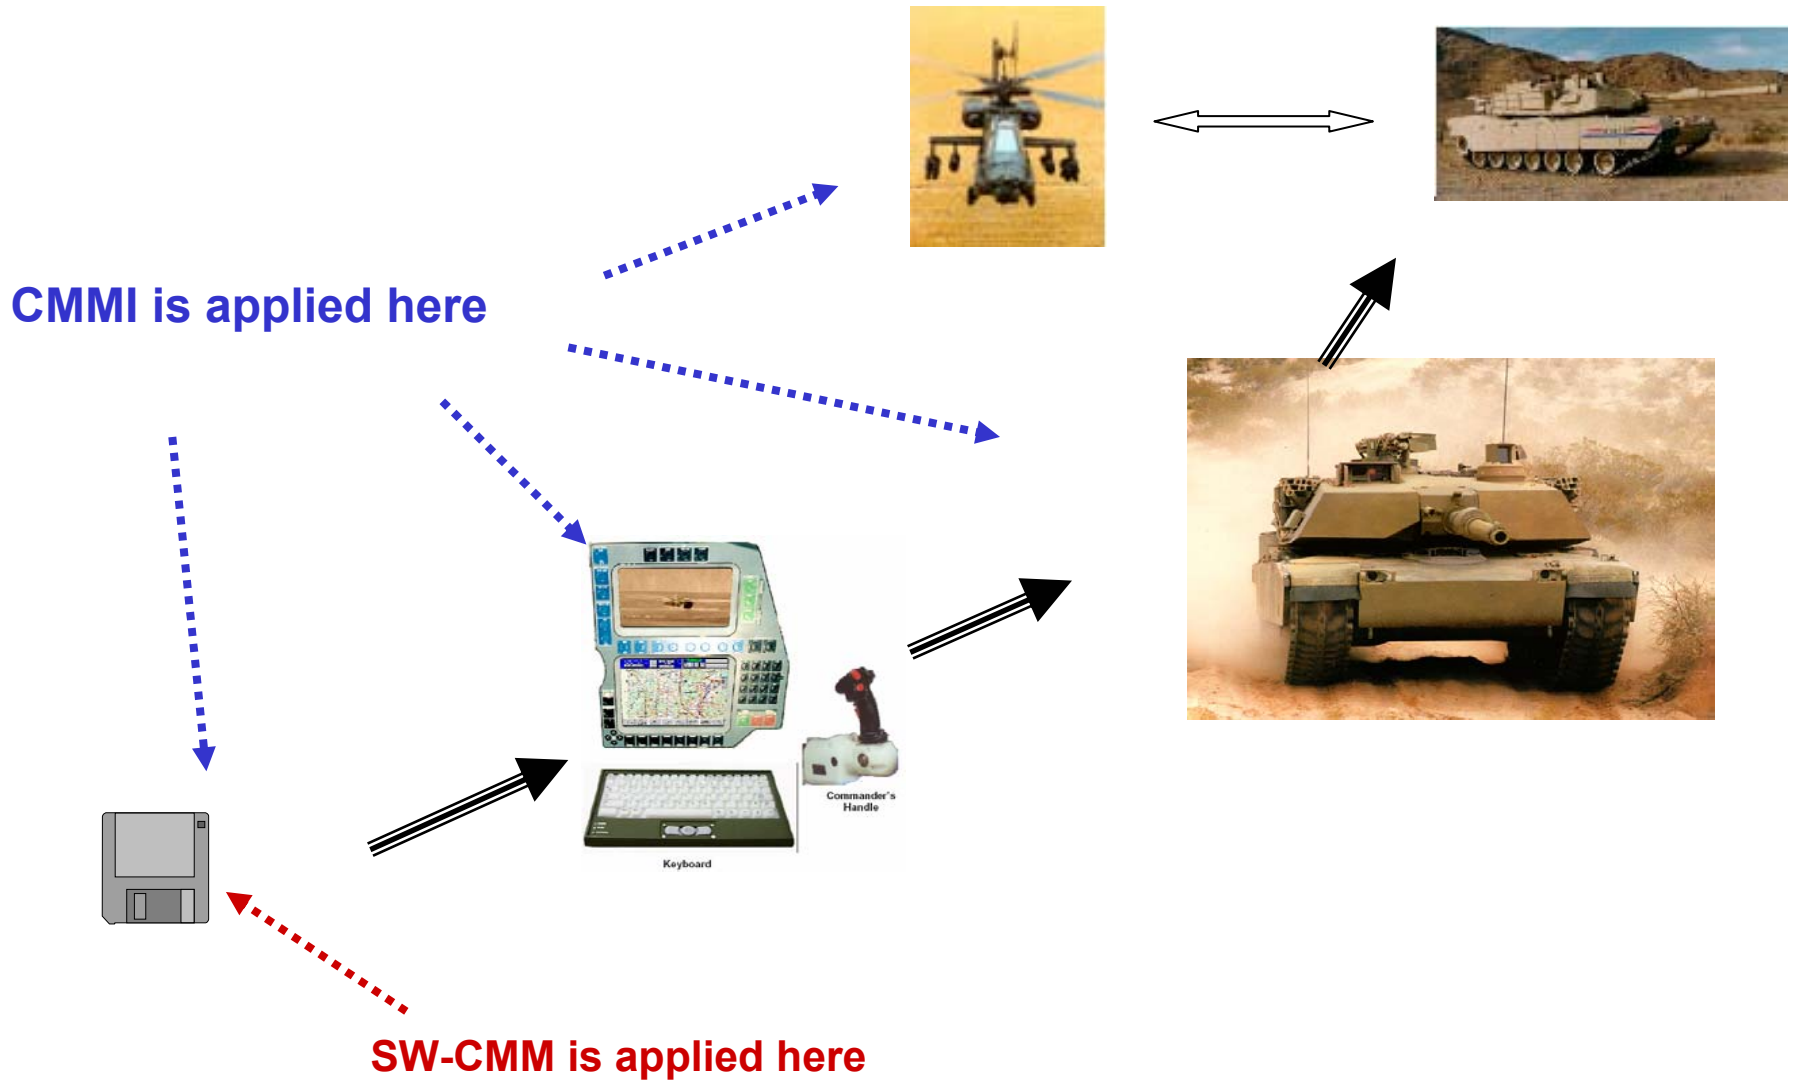 CMMI is applied here
Commander's
Handle
Keyboard
SW-CMM is applied here